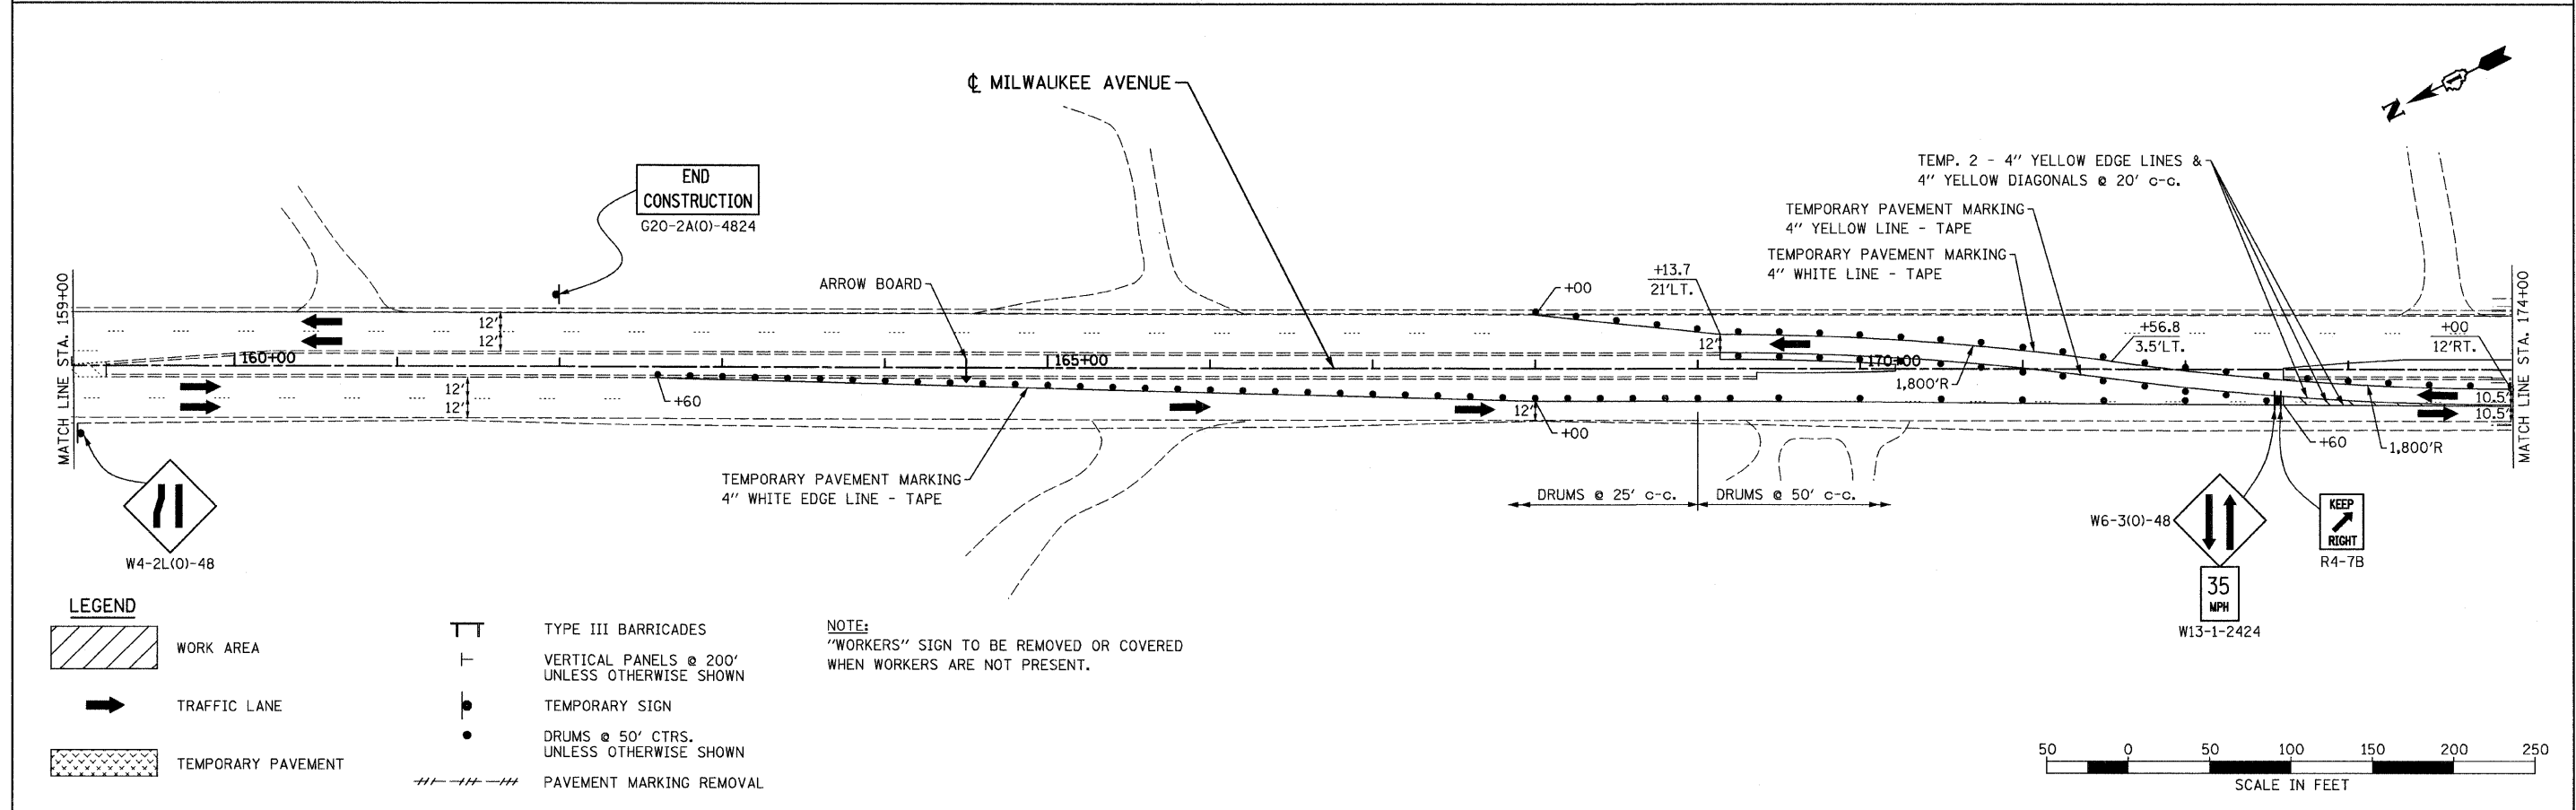 ℄ MILWAUKEE AVENUE
N
END
CONSTRUCTION
G20-2A(O)-4824
TEMP. 2 - 4" YELLOW EDGE LINES &
4" YELLOW DIAGONALS @ 20' c-c.
TEMPORARY PAVEMENT MARKING
4" YELLOW LINE - TAPE
TEMPORARY PAVEMENT MARKING
4" WHITE LINE - TAPE
ARROW BOARD
+00
+13.7
21'LT.
+56.8
3.5'LT.
+00
12'RT.
MATCH LINE STA. 159+00
MATCH LINE STA. 174+00
12'
12'
12'
160+00
165+00
170+00
1,800'R
12'
12'
+60
12'
+00
10.5'
10.5'
+60
1,800'R
TEMPORARY PAVEMENT MARKING
4" WHITE EDGE LINE - TAPE
DRUMS @ 25' c-c.
DRUMS @ 50' c-c.
W4-2L(O)-48
W6-3(O)-48
35
MPH
W13-1-2424
KEEP
RIGHT
R4-7B
LEGEND
WORK AREA
TRAFFIC LANE
TEMPORARY PAVEMENT
TYPE III BARRICADES
VERTICAL PANELS @ 200'
UNLESS OTHERWISE SHOWN
TEMPORARY SIGN
DRUMS @ 50' CTRS.
UNLESS OTHERWISE SHOWN
PAVEMENT MARKING REMOVAL
NOTE:
"WORKERS" SIGN TO BE REMOVED OR COVERED
WHEN WORKERS ARE NOT PRESENT.
50 0 50 100 150 200 250
SCALE IN FEET